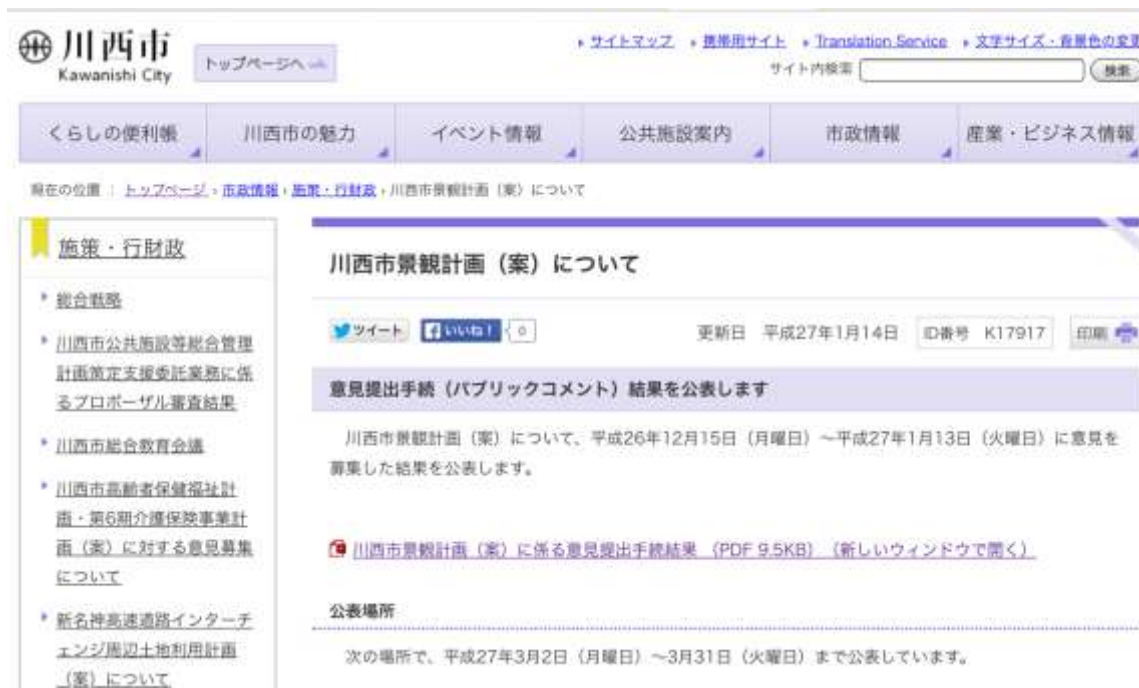 川西市
Kawanishi City
トップページへ
サイトマップ 携帯用サイト Translation Service 文字サイズ・背景色の変更
サイト内検索 検索
くらしの便利帳 川西市の魅力 イベント情報 公共施設案内 市政情報 産業・ビジネス情報
現在の位置 : トップページ › 市政情報 › 施策・行財政 › 川西市景観計画(案)について
施策・行財政
総合戦略
川西市公共施設等総合管理
計画策定支援委託業務に係
るプロポーザル審査結果
川西市総合教育会議
川西市高齢者保健福祉計
画・第6期介護保険事業計
画(案)に対する意見募集
について
新名神高速道路インターチ
ェンジ周辺土地利用計画
(案)について
川西市景観計画(案)について
ツイート いいね! 0 更新日 平成27年1月14日 ID番号 K17917 印刷
意見提出手続(パブリックコメント)結果を公表します
川西市景観計画(案)について、平成26年12月15日(月曜日)~平成27年1月13日(火曜日)に意見を
募集した結果を公表します。
川西市景観計画(案)に係る意見提出手続結果 (PDF 9.5KB) (新しいウィンドウで開く)
公表場所
次の場所で、平成27年3月2日(月曜日)~3月31日(火曜日)まで公表しています。